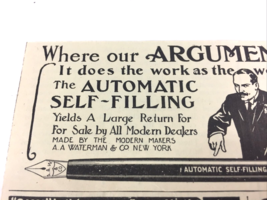 Where our ARGUMEN
It does the work as the w
The AUTOMATIC
SELF-FILLING
Yields A Large Return For
For Sale by All Modern Dealers
MADE BY THE MODERN MAKERS
A A WATERMAN & CO NEW YORK
AUTOMATIC SELF-FILLING